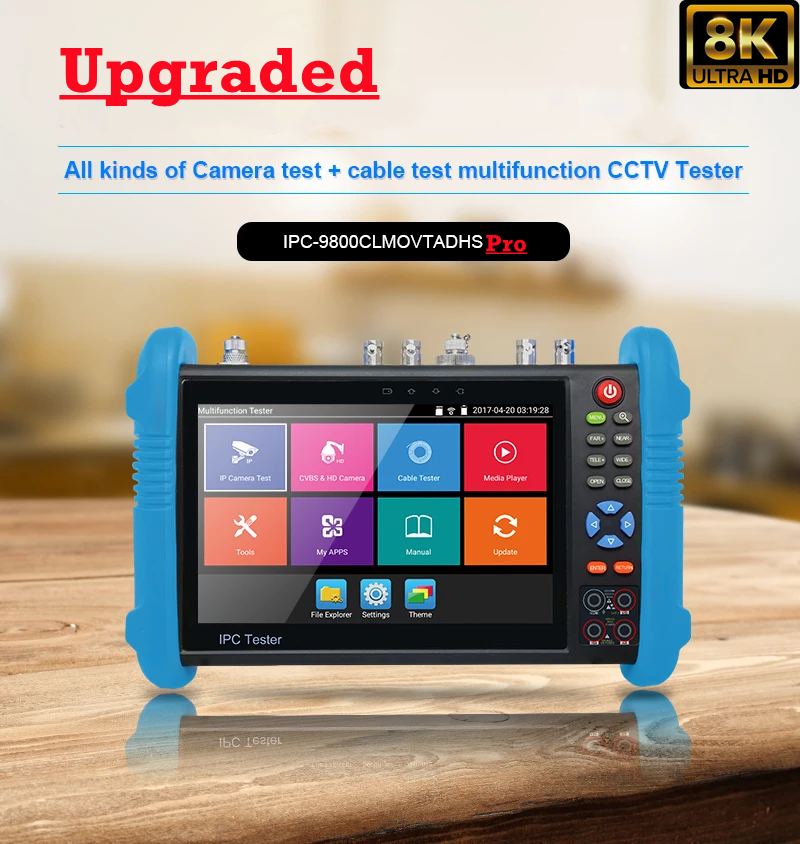 8K
ULTRA HD
Upgraded
All kinds of Camera test + cable test multifunction CCTV Tester
IPC-9800CLMOVTADHS Pro
Multifunction Tester
2017-04-20 03:19:28
IP
IP Camera Test
HD
CVBS & HD Camera
Cable Tester
Media Player
Tools
My APPS
Manual
Update
File Explorer
Settings
Theme
IPC Tester
MENU
FAR +
NEAR -
TELE +
WIDE -
OPEN
CLOSE
ENTER
RETURN
IPC Tester